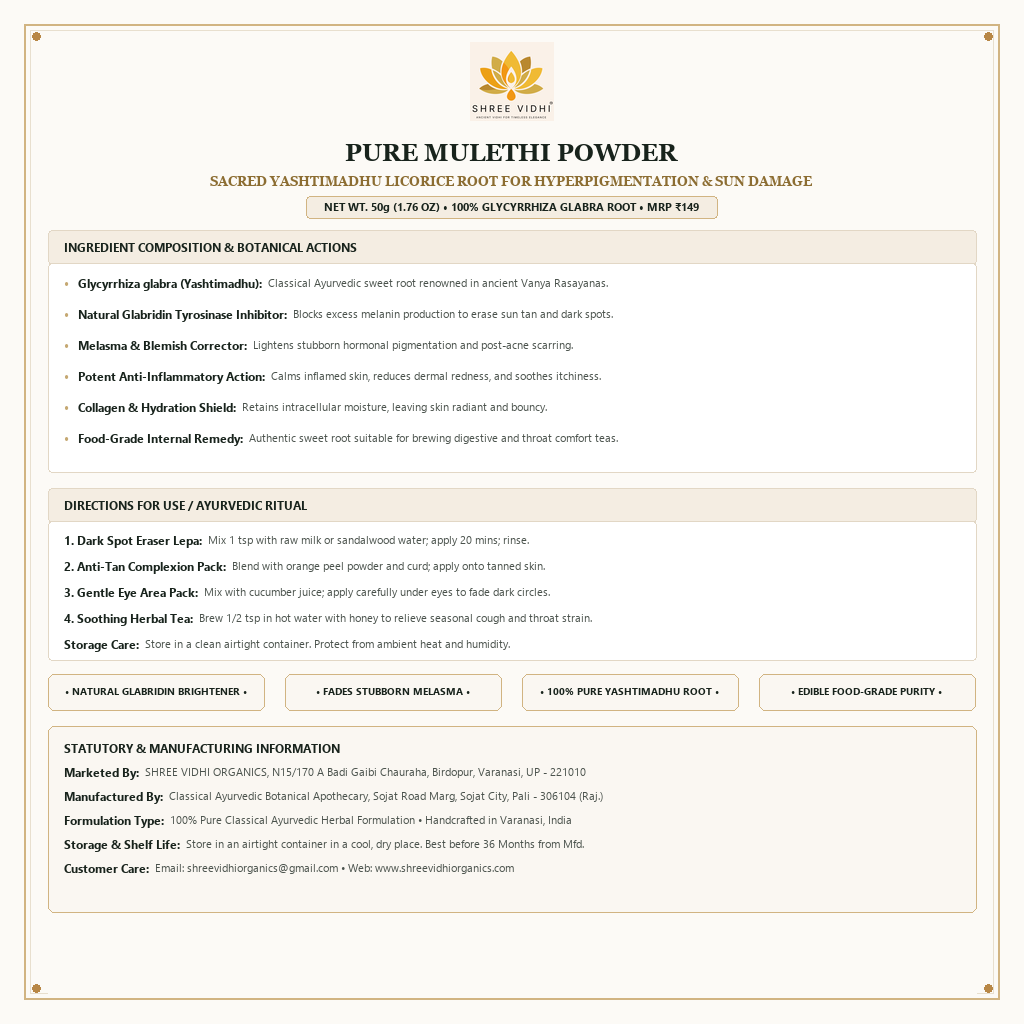 SHREE VIDHI
ANCIENT VIDHI FOR TIMELESS ELEGANCE
PURE MULETHI POWDER
SACRED YASHTIMADHU LICORICE ROOT FOR HYPERPIGMENTATION & SUN DAMAGE
NET WT. 50g (1.76 OZ) • 100% GLYCYRRHIZA GLABRA ROOT • MRP ₹149
INGREDIENT COMPOSITION & BOTANICAL ACTIONS
• Glycyrrhiza glabra (Yashtimadhu): Classical Ayurvedic sweet root renowned in ancient Vanya Rasayanas.
• Natural Glabridin Tyrosinase Inhibitor: Blocks excess melanin production to erase sun tan and dark spots.
• Melasma & Blemish Corrector: Lightens stubborn hormonal pigmentation and post-acne scarring.
• Potent Anti-Inflammatory Action: Calms inflamed skin, reduces dermal redness, and soothes itchiness.
• Collagen & Hydration Shield: Retains intracellular moisture, leaving skin radiant and bouncy.
• Food-Grade Internal Remedy: Authentic sweet root suitable for brewing digestive and throat comfort teas.
DIRECTIONS FOR USE / AYURVEDIC RITUAL
1. Dark Spot Eraser Lepa: Mix 1 tsp with raw milk or sandalwood water; apply 20 mins; rinse.
2. Anti-Tan Complexion Pack: Blend with orange peel powder and curd; apply onto tanned skin.
3. Gentle Eye Area Pack: Mix with cucumber juice; apply carefully under eyes to fade dark circles.
4. Soothing Herbal Tea: Brew 1/2 tsp in hot water with honey to relieve seasonal cough and throat strain.
Storage Care: Store in a clean airtight container. Protect from ambient heat and humidity.
• NATURAL GLABRIDIN BRIGHTENER •
• FADES STUBBORN MELASMA •
• 100% PURE YASHTIMADHU ROOT •
• EDIBLE FOOD-GRADE PURITY •
STATUTORY & MANUFACTURING INFORMATION
Marketed By: SHREE VIDHI ORGANICS, N15/170 A Badi Gaibi Chauraha, Birdopur, Varanasi, UP - 221010
Manufactured By: Classical Ayurvedic Botanical Apothecary, Sojat Road Marg, Sojat City, Pali - 306104 (Raj.)
Formulation Type: 100% Pure Classical Ayurvedic Herbal Formulation • Handcrafted in Varanasi, India
Storage & Shelf Life: Store in an airtight container in a cool, dry place. Best before 36 Months from Mfd.
Customer Care: Email: shreevidhiorganics@gmail.com • Web: www.shreevidhiorganics.com